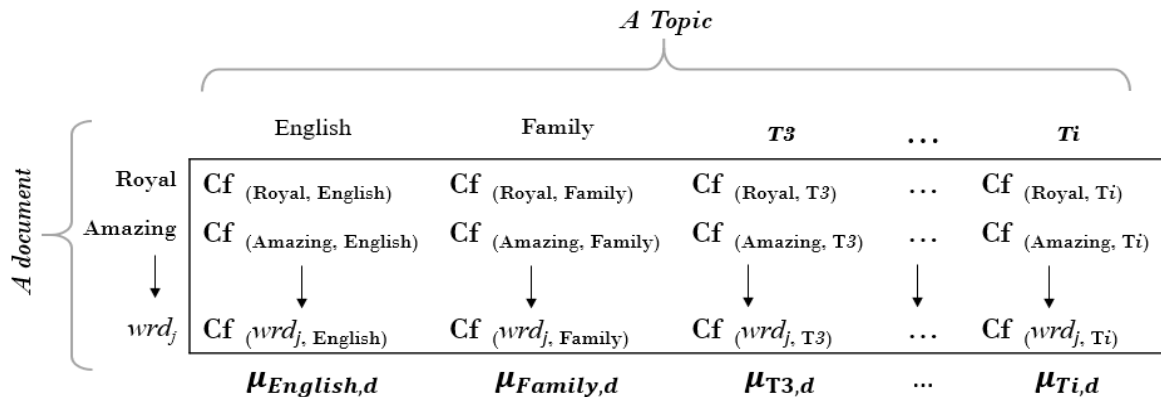 A Topic
English Family T3 ... Ti
A document
Royal Cf (Royal, English) Cf (Royal, Family) Cf (Royal, T3) ... Cf (Royal, Ti)
Amazing Cf (Amazing, English) Cf (Amazing, Family) Cf (Amazing, T3) ... Cf (Amazing, Ti)
wrdj Cf (wrdj, English) Cf (wrdj, Family) Cf (wrdj, T3) ... Cf (wrdj, Ti)
μEnglish,d μFamily,d μT3,d ... μTi,d